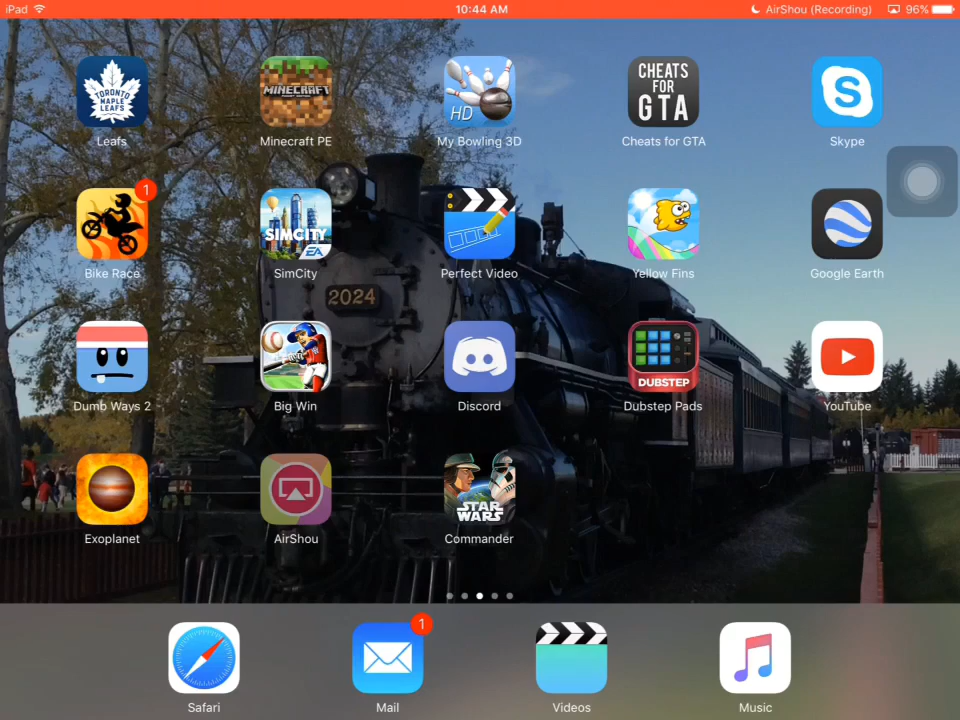 iPad 10:44 AM AirShou (Recording) 96%
TORONTO
MAPLE
LEAFS
MINECRAFT
HD
CHEATS
FOR
GTA
Leafs Minecraft PE My Bowling 3D Cheats for GTA Skype
1
SIMCITY
EA
Bike Race SimCity Perfect Video Yellow Fins Google Earth
2024
DUBSTEP
Dumb Ways 2 Big Win Discord Dubstep Pads YouTube
STAR
WARS
Exoplanet AirShou Commander
1
Safari Mail Videos Music